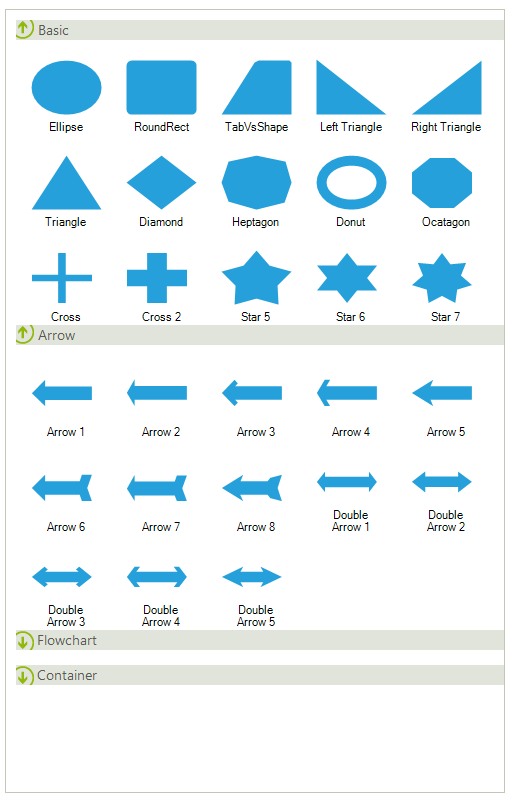 Basic
Ellipse
RoundRect
TabVsShape
Left Triangle
Right Triangle
Triangle
Diamond
Heptagon
Donut
Ocatagon
Cross
Cross 2
Star 5
Star 6
Star 7
Arrow
Arrow 1
Arrow 2
Arrow 3
Arrow 4
Arrow 5
Arrow 6
Arrow 7
Arrow 8
Double
Arrow 1
Double
Arrow 2
Double
Arrow 3
Double
Arrow 4
Double
Arrow 5
Flowchart
Container